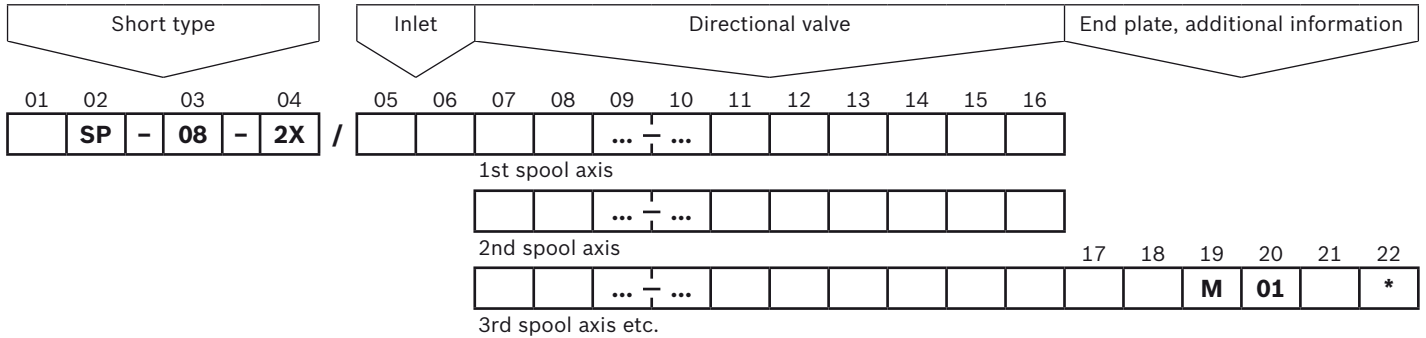 Short type Inlet Directional valve End plate, additional information
01 02 03 04 05 06 07 08 09 10 11 12 13 14 15 16
SP – 08 – 2X / ... – ...
1st spool axis
... – ...
2nd spool axis 17 18 19 20 21 22
... – ... M 01 *
3rd spool axis etc.